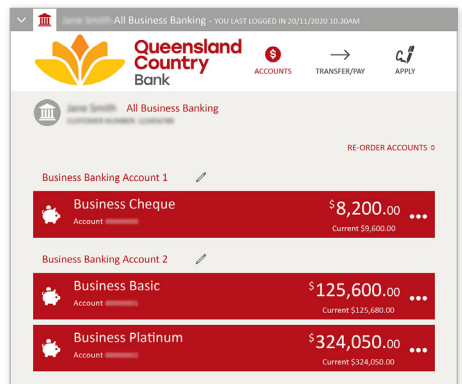 All Business Banking - YOU LAST LOGGED IN 20/11/2020 10.30AM
Queensland
Country
Bank
$
ACCOUNTS
TRANSFER/PAY
APPLY
All Business Banking
RE-ORDER ACCOUNTS
Business Banking Account 1
Business Cheque
$8,200.00
Account
Current $9,600.00
Business Banking Account 2
Business Basic
$125,600.00
Account
Current $125,680.00
Business Platinum
$324,050.00
Account
Current $324,050.00